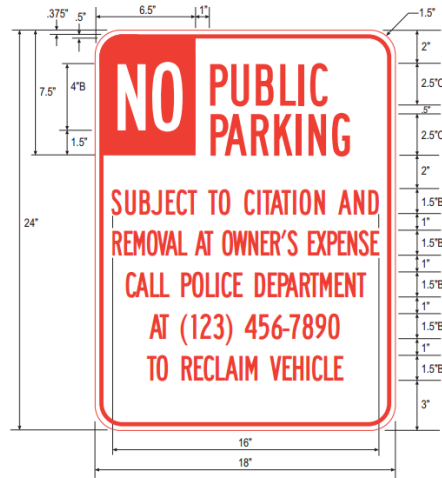 .375"
.5"
6.5"
1"
1.5"
7.5"
4"B
1.5"
24"
NO
PUBLIC
PARKING
SUBJECT TO CITATION AND
REMOVAL AT OWNER'S EXPENSE
CALL POLICE DEPARTMENT
AT (123) 456-7890
TO RECLAIM VEHICLE
2"
2.5"C
.5"
2.5"C
2"
1.5"B
1"
1.5"B
1"
1.5"B
1"
1.5"B
1"
1.5"B
3"
16"
18"